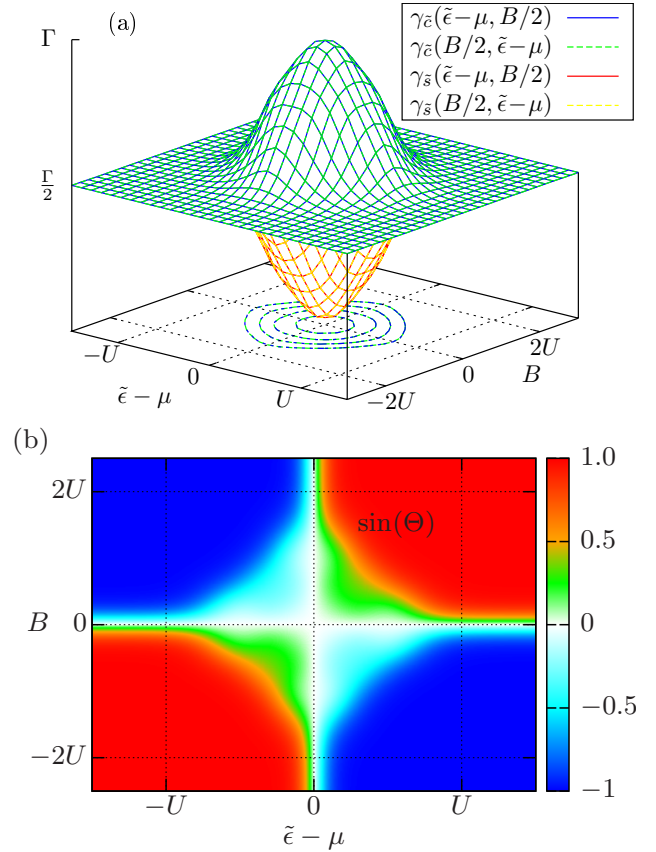 (a)
γ_c̃(ϵ̃−μ, B/2)
γ_c̃(B/2, ϵ̃−μ)
γ_s̃(ϵ̃−μ, B/2)
γ_s̃(B/2, ϵ̃−μ)
Γ
Γ/2
−U
0
U
ϵ̃ − μ
−2U
0
2U
B
(b)
2U
B 0
−2U
sin(Θ)
−U 0 U
ϵ̃ − μ
1.0
0.5
0
−0.5
−1